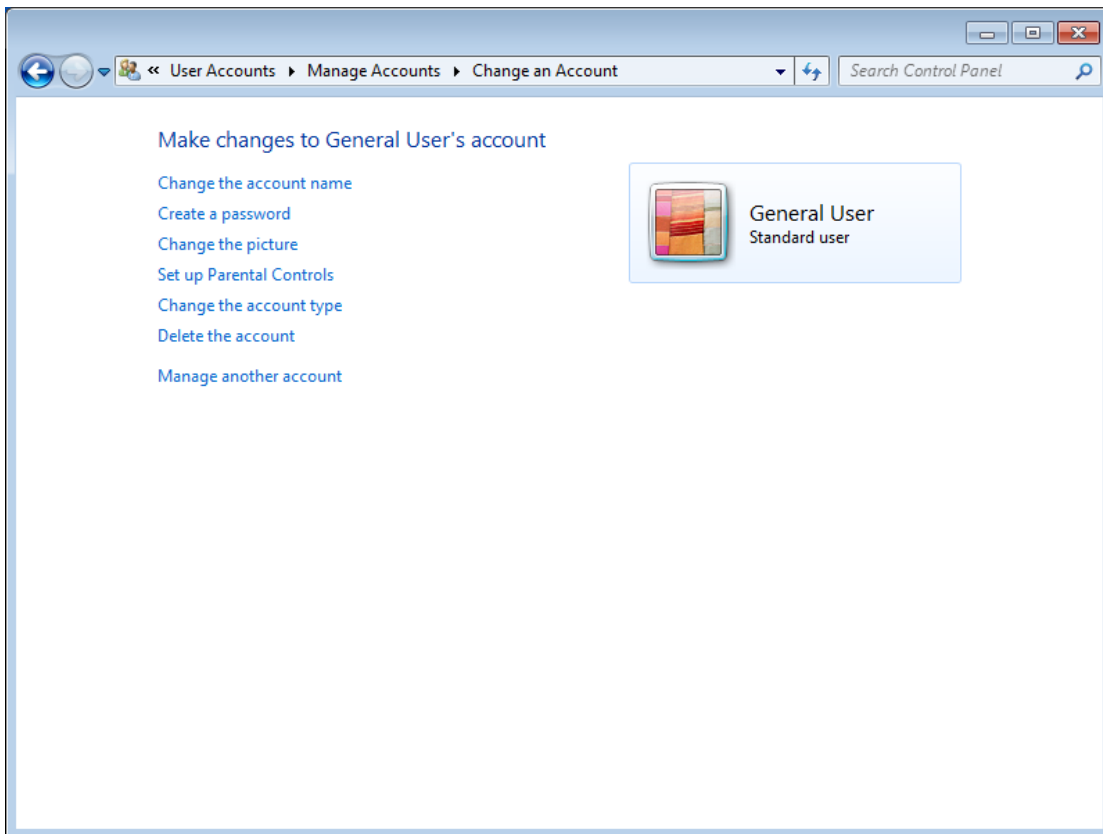 « User Accounts ▸ Manage Accounts ▸ Change an Account
Search Control Panel
Make changes to General User's account
Change the account name
Create a password
Change the picture
Set up Parental Controls
Change the account type
Delete the account
Manage another account
General User
Standard user